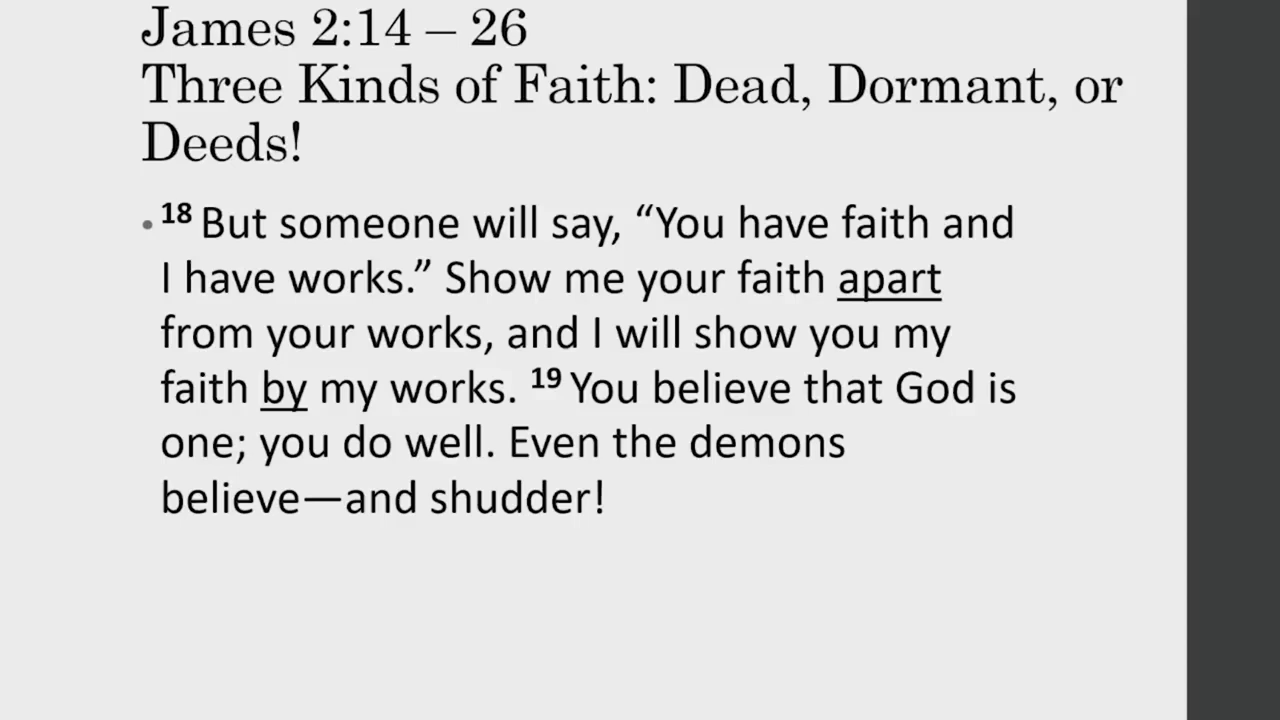 James 2:14 – 26
Three Kinds of Faith: Dead, Dormant, or
Deeds!
• 18 But someone will say, “You have faith and
I have works.” Show me your faith apart
from your works, and I will show you my
faith by my works. 19 You believe that God is
one; you do well. Even the demons
believe—and shudder!